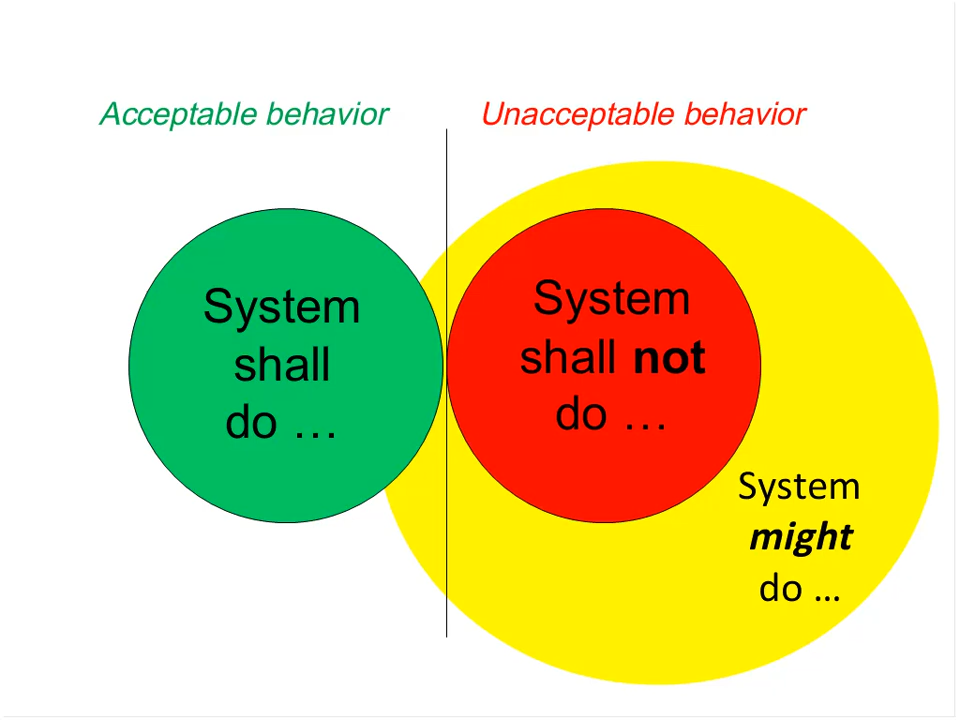 Acceptable behavior
Unacceptable behavior
System
shall
do …
System
shall not
do …
System
might
do …